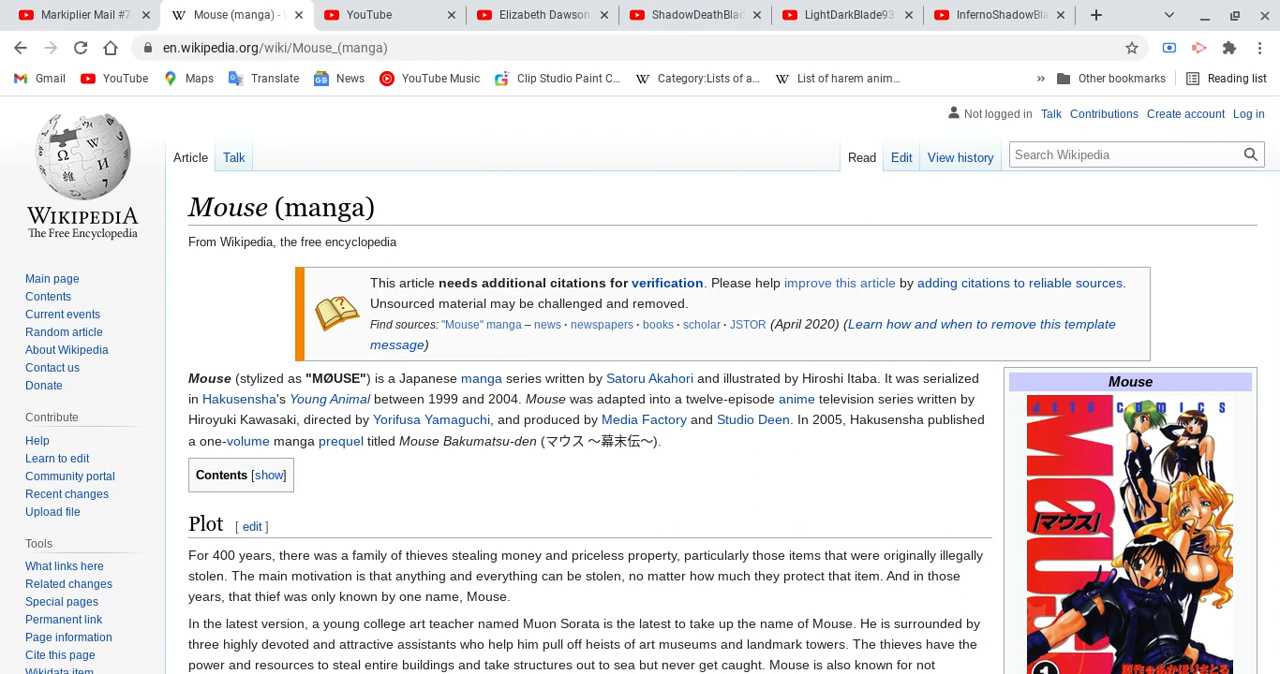 Markiplier Mail #7
Mouse (manga) - W
YouTube
Elizabeth Dawson
ShadowDeathBlad
LightDarkBlade93
InfernoShadowBla
en.wikipedia.org/wiki/Mouse_(manga)
Gmail
YouTube
Maps
Translate
News
YouTube Music
Clip Studio Paint C...
Category:Lists of a...
List of harem anim...
»
Other bookmarks
Reading list
Not logged in Talk Contributions Create account Log in
Article Talk
Read Edit View history
Search Wikipedia
WIKIPEDIA
The Free Encyclopedia
Main page
Contents
Current events
Random article
About Wikipedia
Contact us
Donate
Contribute
Help
Learn to edit
Community portal
Recent changes
Upload file
Tools
What links here
Related changes
Special pages
Permanent link
Page information
Cite this page
Wikidata item
Mouse (manga)
From Wikipedia, the free encyclopedia
This article needs additional citations for verification. Please help improve this article by adding citations to reliable sources.
Unsourced material may be challenged and removed.
Find sources: "Mouse" manga – news · newspapers · books · scholar · JSTOR (April 2020) (Learn how and when to remove this template
message)
Mouse (stylized as "MØUSE") is a Japanese manga series written by Satoru Akahori and illustrated by Hiroshi Itaba. It was serialized
in Hakusensha's Young Animal between 1999 and 2004. Mouse was adapted into a twelve-episode anime television series written by
Hiroyuki Kawasaki, directed by Yorifusa Yamaguchi, and produced by Media Factory and Studio Deen. In 2005, Hakusensha published
a one-volume manga prequel titled Mouse Bakumatsu-den (マウス 〜幕末伝〜).
Contents [show]
Plot [ edit ]
For 400 years, there was a family of thieves stealing money and priceless property, particularly those items that were originally illegally
stolen. The main motivation is that anything and everything can be stolen, no matter how much they protect that item. And in those
years, that thief was only known by one name, Mouse.
In the latest version, a young college art teacher named Muon Sorata is the latest to take up the name of Mouse. He is surrounded by
three highly devoted and attractive assistants who help him pull off heists of art museums and landmark towers. The thieves have the
power and resources to steal entire buildings and take structures out to sea but never get caught. Mouse is also known for not
Mouse
JETS COMICS
マウス
1
原作★あかほりさとる